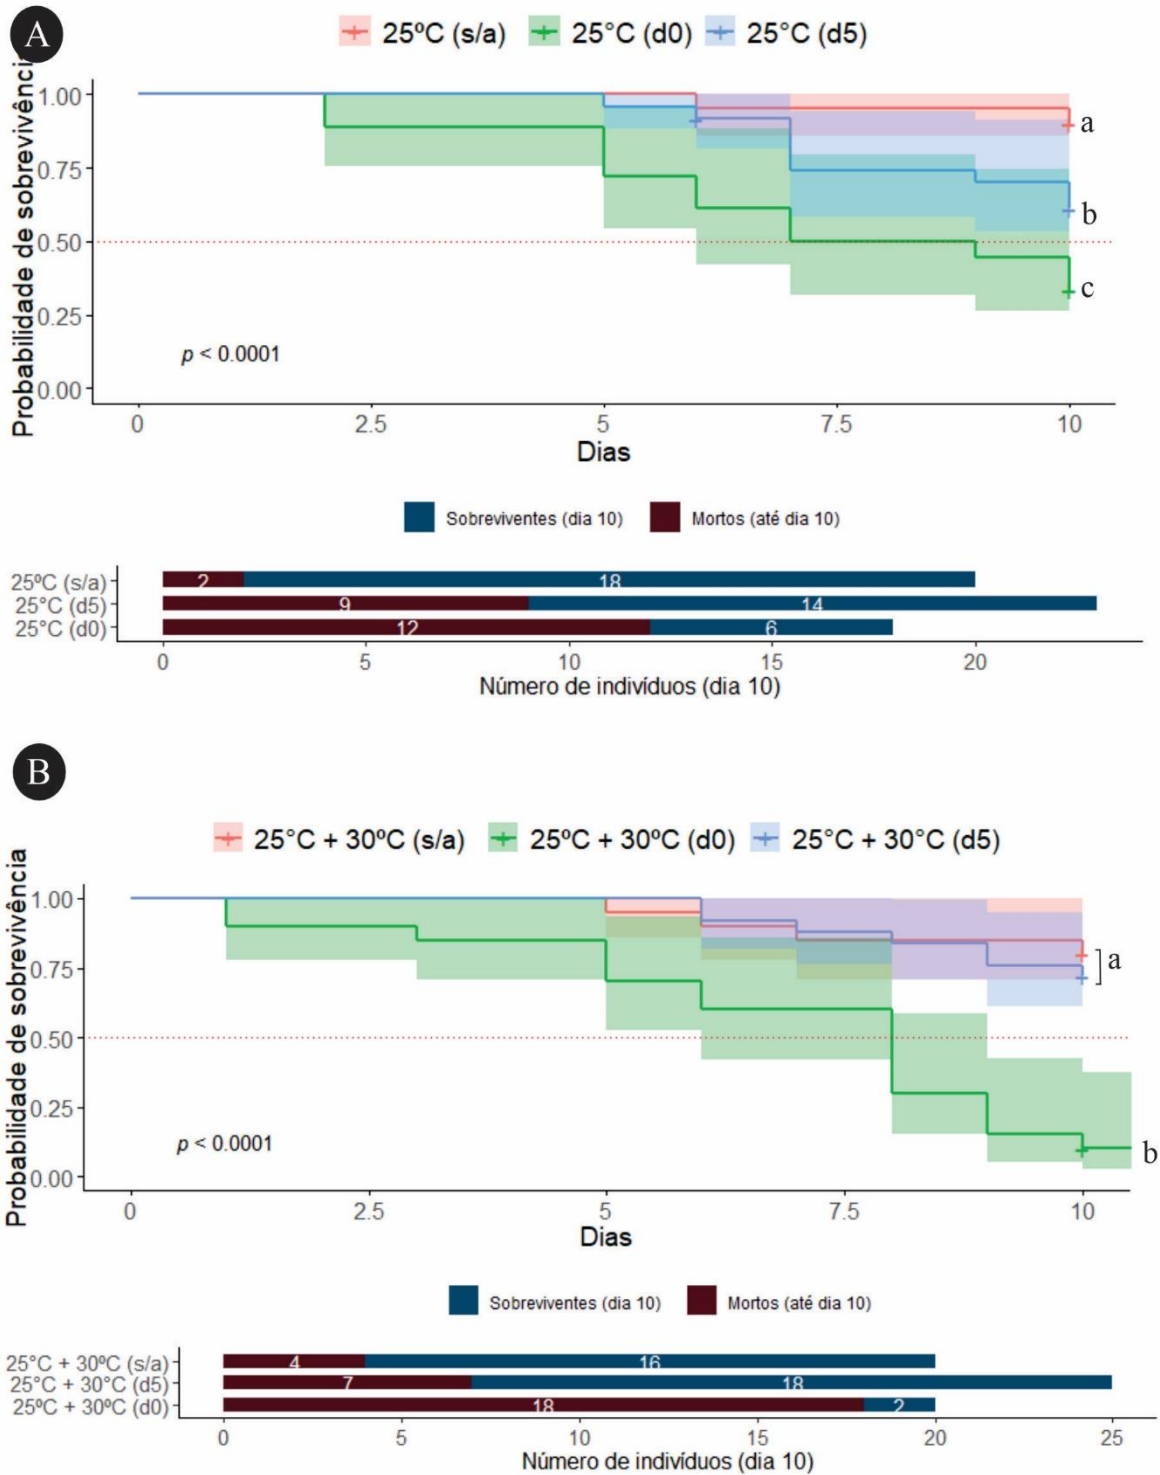 A
25ºC (s/a) 25°C (d0) 25°C (d5)
Probabilidade de sobrevivência
1.00
0.75
0.50
0.25
0.00
a
b
c
p < 0.0001
0 2.5 5 7.5 10
Dias
Sobreviventes (dia 10) Mortos (até dia 10)
25ºC (s/a) 2 18
25°C (d5) 9 14
25°C (d0) 12 6
0 5 10 15 20
Número de indivíduos (dia 10)
B
25°C + 30ºC (s/a) 25ºC + 30ºC (d0) 25°C + 30°C (d5)
Probabilidade de sobrevivência
1.00
0.75
0.50
0.25
0.00
a
b
p < 0.0001
0 2.5 5 7.5 10
Dias
Sobreviventes (dia 10) Mortos (até dia 10)
25°C + 30ºC (s/a) 4 16
25°C + 30°C (d5) 7 18
25ºC + 30ºC (d0) 18 2
0 5 10 15 20 25
Número de indivíduos (dia 10)